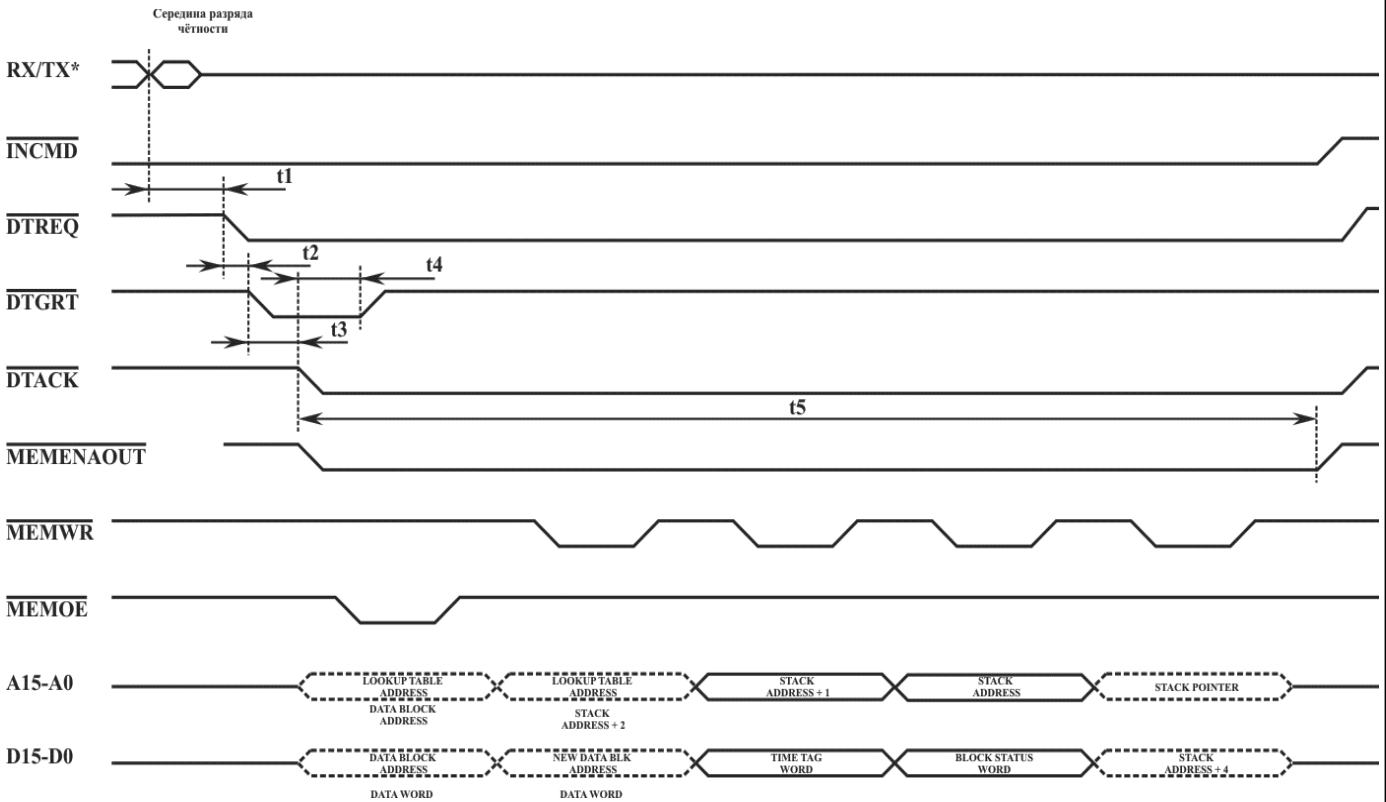 Середина разряда
чётности
RX/TX*
INCMD
t1
DTREQ
t2
t4
DTGRT
t3
DTACK
t5
MEMENAOUT
MEMWR
MEMOE
A15-A0
LOOKUP TABLE
ADDRESS
DATA BLOCK
ADDRESS
LOOKUP TABLE
ADDRESS
STACK
ADDRESS + 2
STACK
ADDRESS + 1
STACK
ADDRESS
STACK POINTER
D15-D0
DATA BLOCK
ADDRESS
DATA WORD
NEW DATA BLK
ADDRESS
DATA WORD
TIME TAG
WORD
BLOCK STATUS
WORD
STACK
ADDRESS + 4